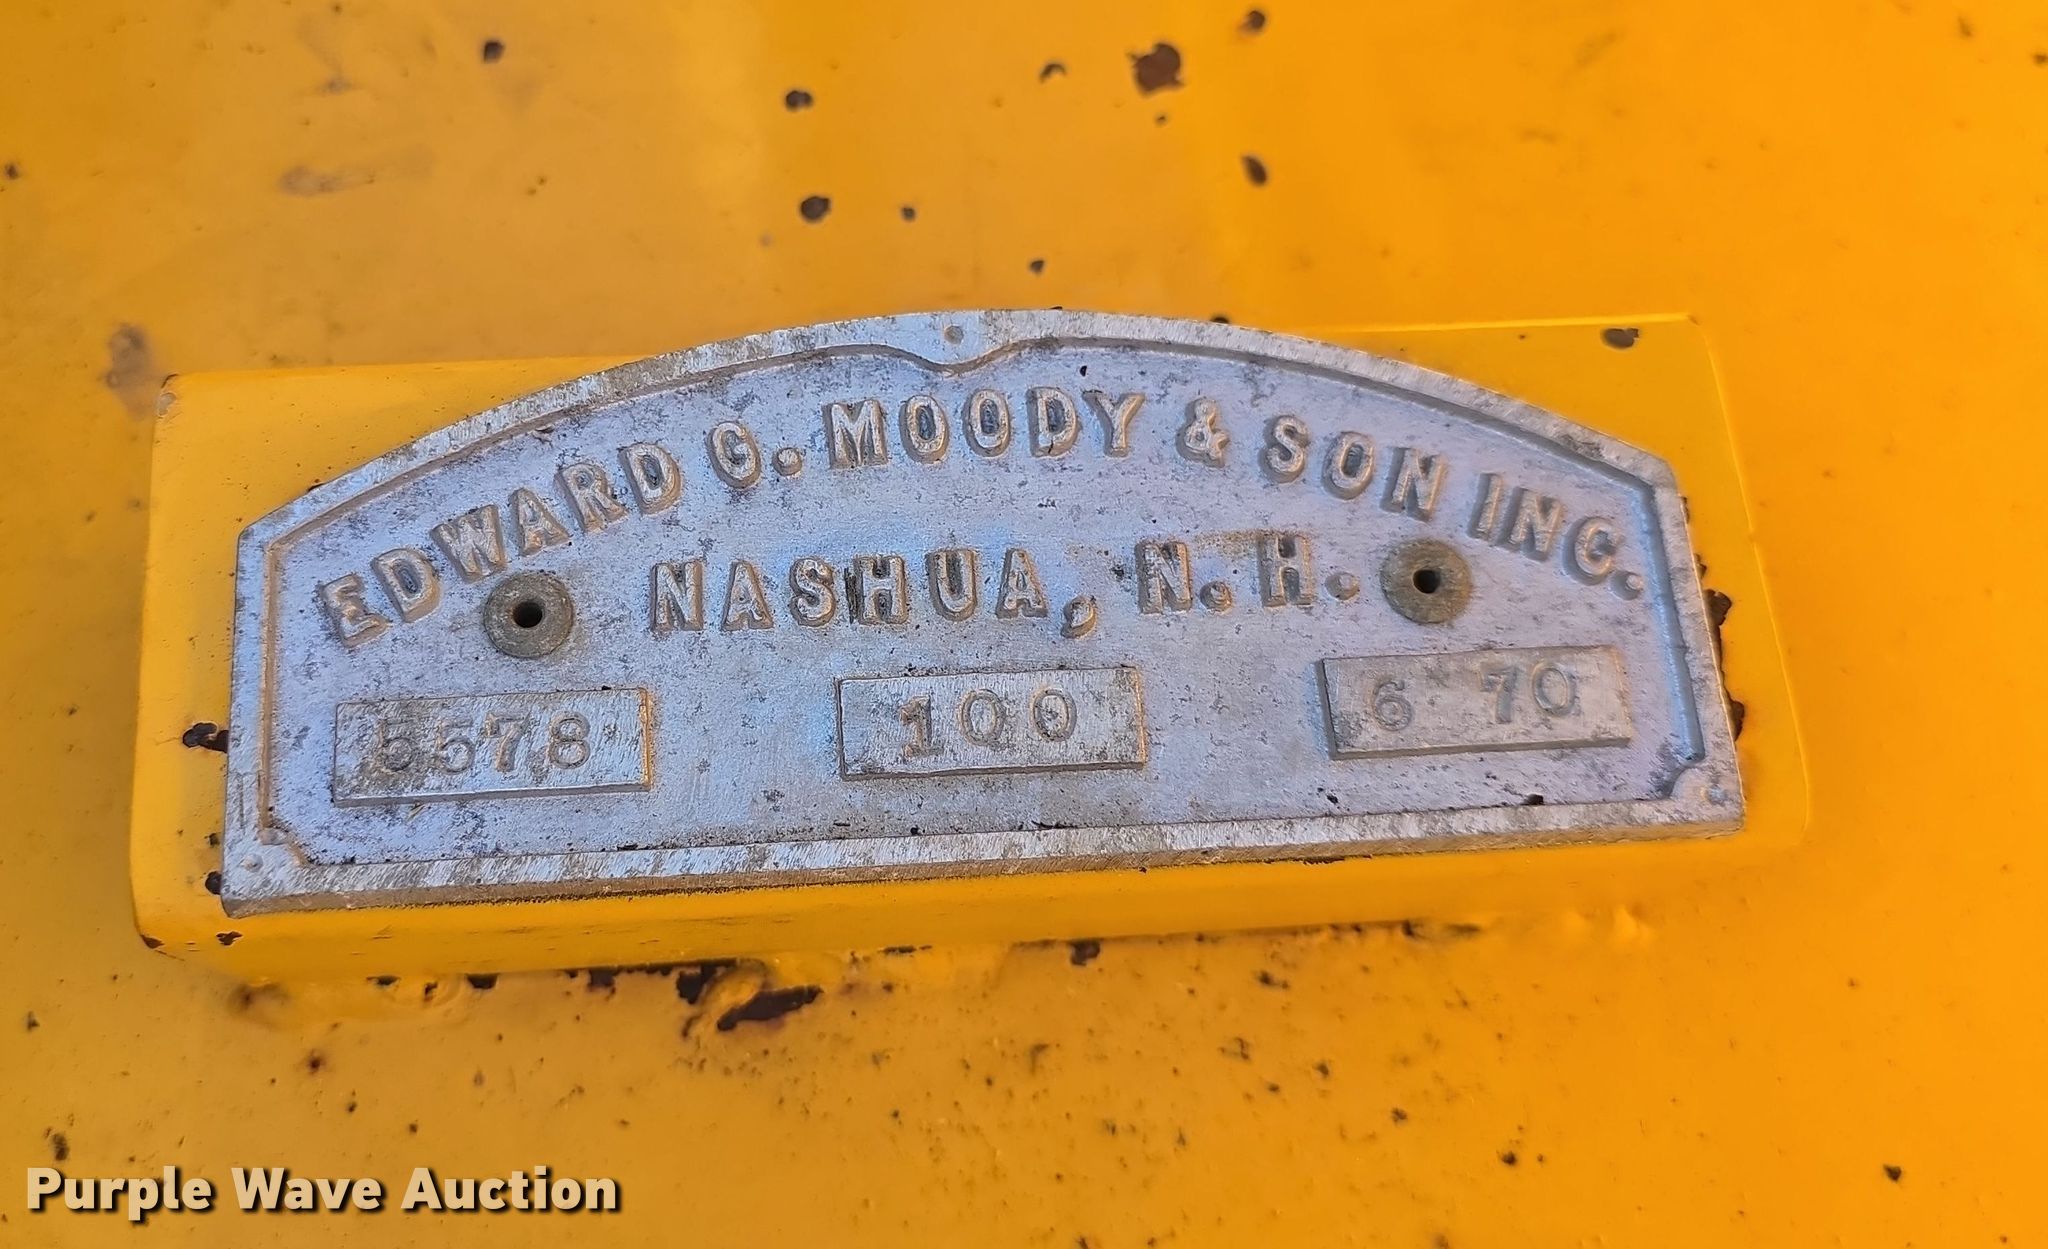 EDWARD C. MOODY & SON INC.
NASHUA, N. H.
5578 100 6 70
Purple Wave Auction